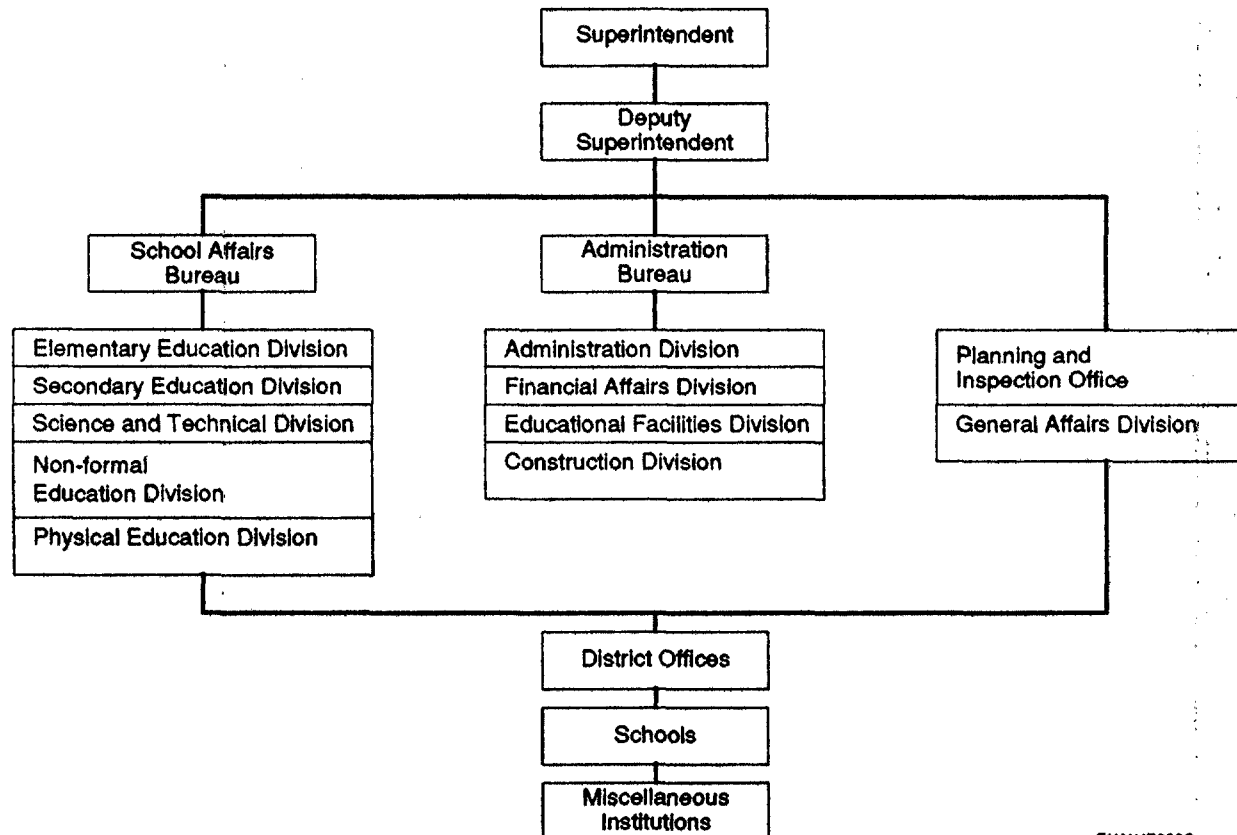 Superintendent
Deputy
Superintendent
School Affairs
Bureau
Administration
Bureau
Elementary Education Division
Secondary Education Division
Science and Technical Division
Non-formal
Education Division
Physical Education Division
Administration Division
Financial Affairs Division
Educational Facilities Division
Construction Division
Planning and
Inspection Office
General Affairs Division
District Offices
Schools
Miscellaneous
Institutions